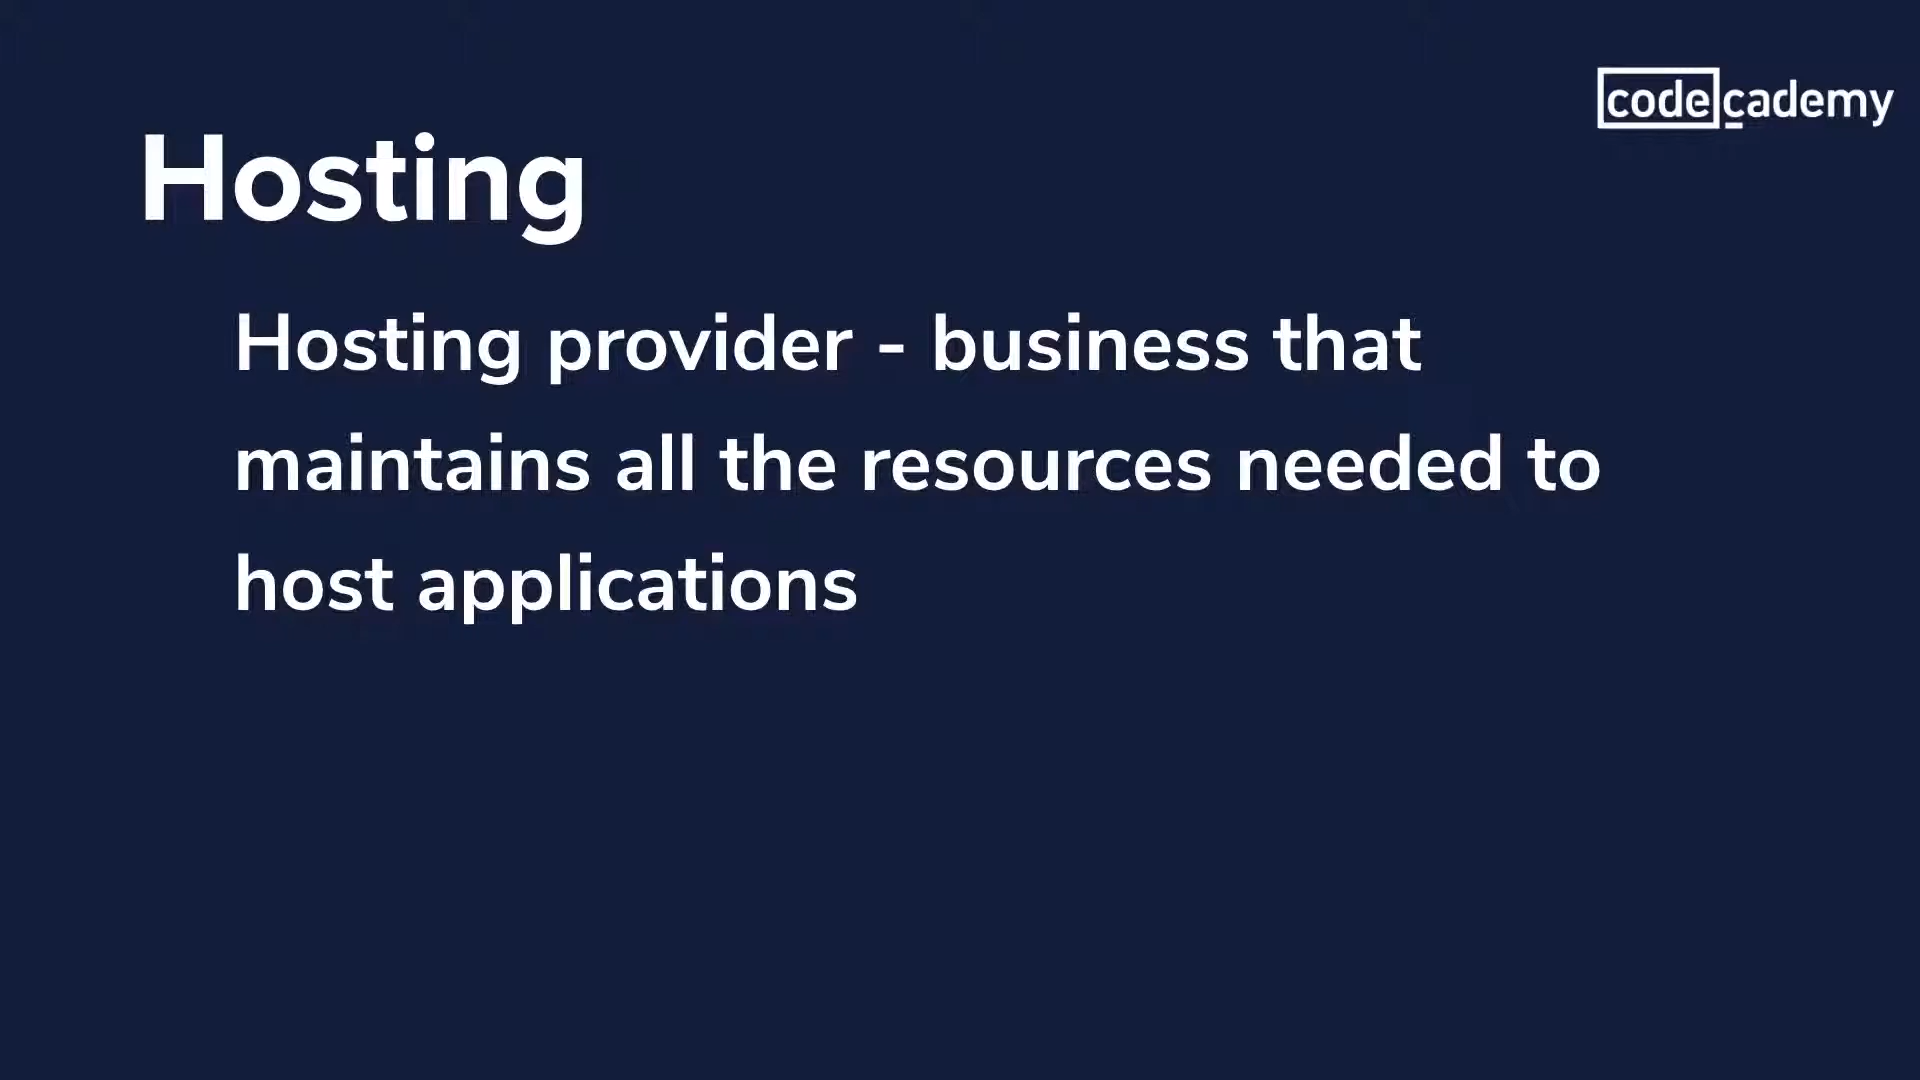 codecademy
Hosting
Hosting provider - business that
maintains all the resources needed to
host applications